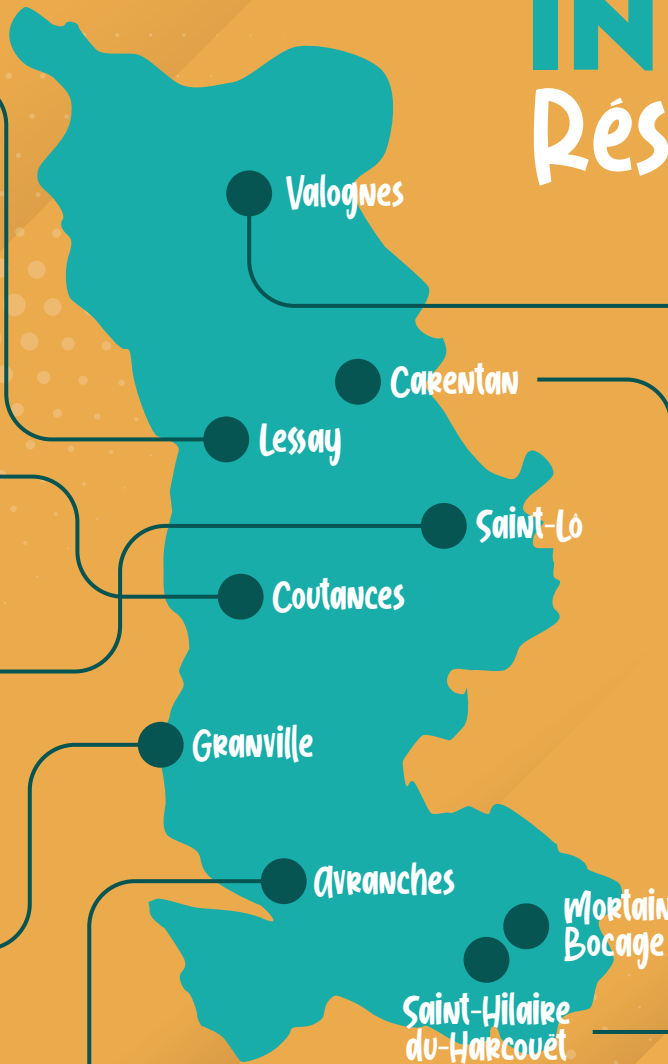 IN
Rés
Valognes
Carentan
Lessay
Saint-Lô
Coutances
Granville
Avranches
Mortain
Bocage
Saint-Hilaire
du-Harcouët